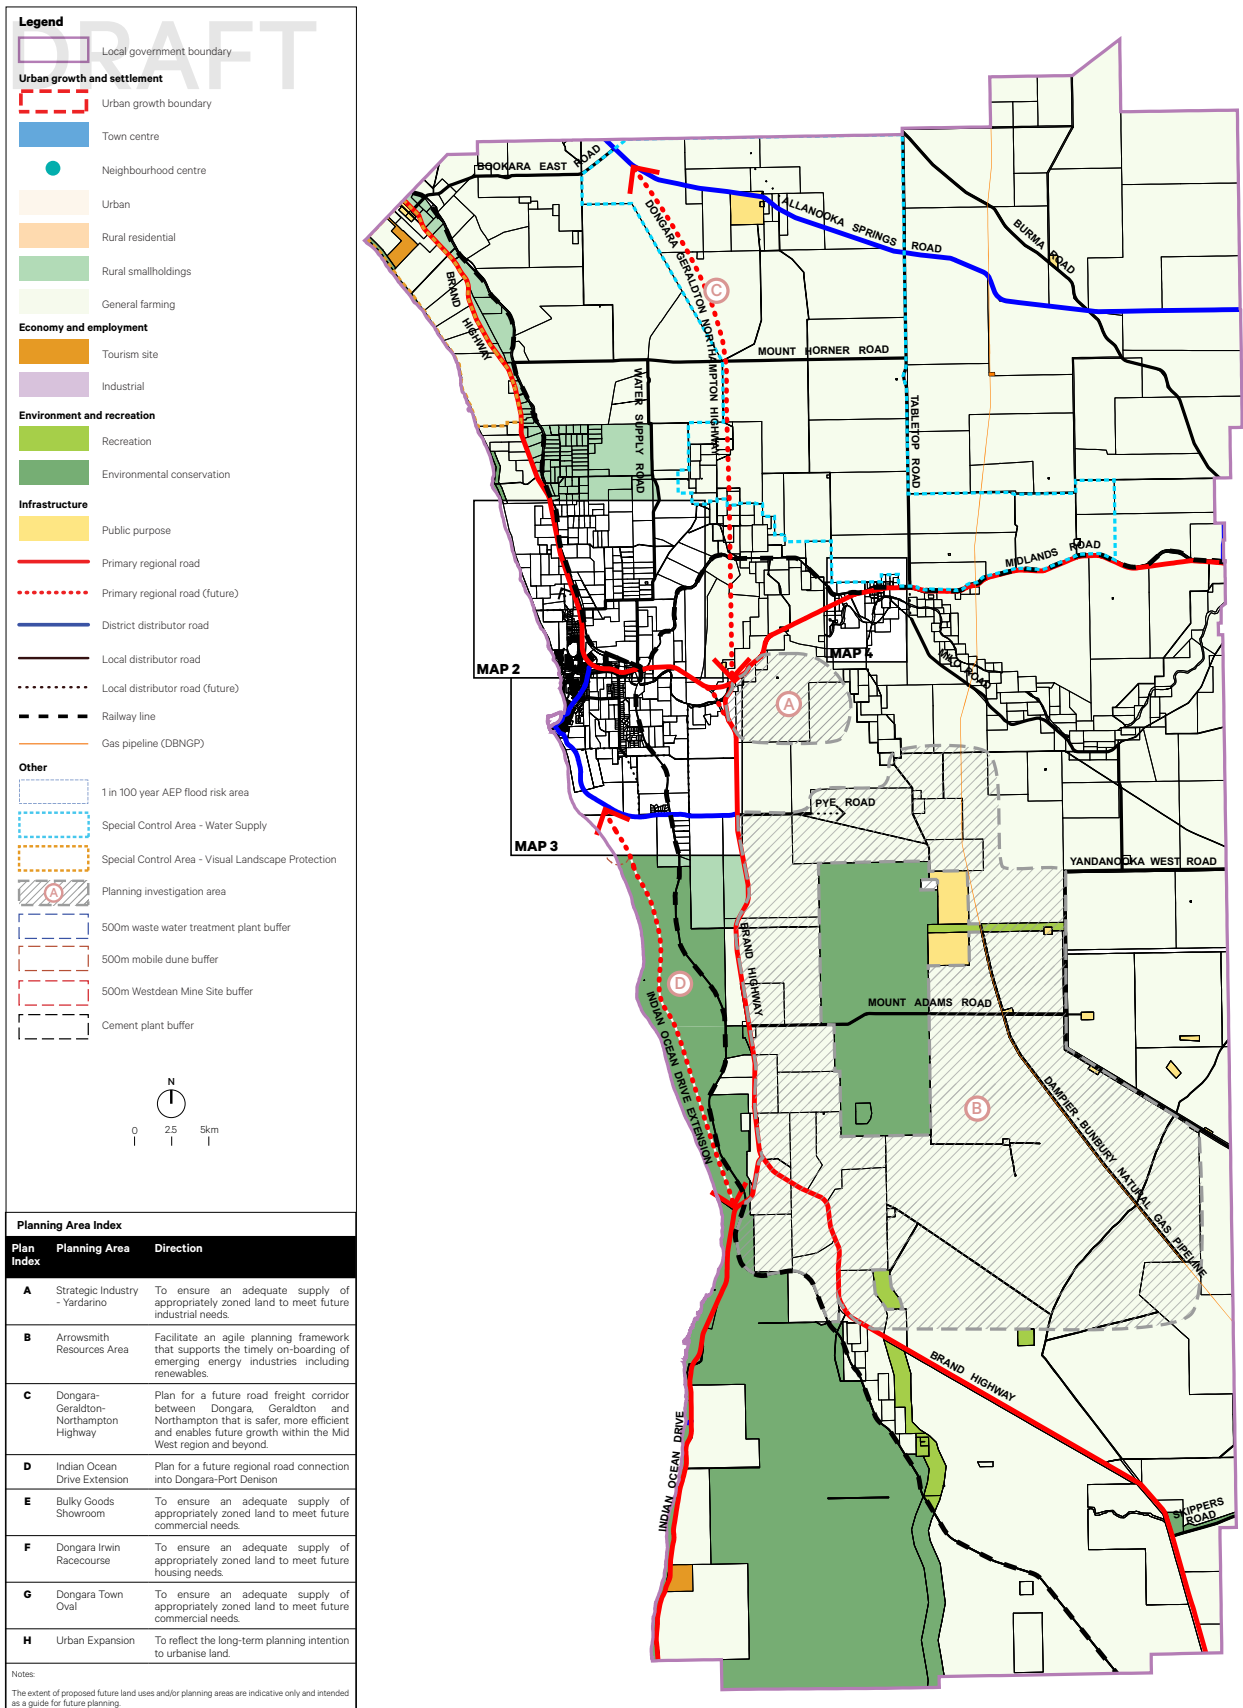 DRAFT
Legend
Local government boundary
Urban growth and settlement
Urban growth boundary
Town centre
Neighbourhood centre
Urban
Rural residential
Rural smallholdings
General farming
Economy and employment
Tourism site
Industrial
Environment and recreation
Recreation
Environmental conservation
Infrastructure
Public purpose
Primary regional road
Primary regional road (future)
District distributor road
Local distributor road
Local distributor road (future)
Railway line
Gas pipeline (DBNGP)
Other
1 in 100 year AEP flood risk area
Special Control Area - Water Supply
Special Control Area - Visual Landscape Protection
A
Planning investigation area
500m waste water treatment plant buffer
500m mobile dune buffer
500m Westdean Mine Site buffer
Cement plant buffer
N
0 2.5 5km
Planning Area Index
Plan Index
Planning Area
Direction
A
Strategic Industry
- Yardarino
To ensure an adequate supply of
appropriately zoned land to meet future
industrial needs.
B
Arrowsmith
Resources Area
Facilitate an agile planning framework
that supports the timely on-boarding of
emerging energy industries including
renewables.
C
Dongara-
Geraldton-
Northampton
Highway
Plan for a future road freight corridor
between Dongara, Geraldton and
Northampton that is safer, more efficient
and enables future growth within the Mid
West region and beyond.
D
Indian Ocean
Drive Extension
Plan for a future regional road connection
into Dongara-Port Denison
E
Bulky Goods
Showroom
To ensure an adequate supply of
appropriately zoned land to meet future
commercial needs.
F
Dongara Irwin
Racecourse
To ensure an adequate supply of
appropriately zoned land to meet future
housing needs.
G
Dongara Town
Oval
To ensure an adequate supply of
appropriately zoned land to meet future
commercial needs.
H
Urban Expansion
To reflect the long-term planning intention
to urbanise land.
Notes:
The extent of proposed future land uses and/or planning areas are indicative only and intended
as a guide for future planning.
BOOKARA EAST ROAD
ALLANOOKA SPRINGS ROAD
BURMA ROAD
DONGARA GERALDTON NORTHAMPTON HIGHWAY
C
BRAND HIGHWAY
MOUNT HORNER ROAD
WATER SUPPLY ROAD
TABLETOP ROAD
MIDLANDS ROAD
MAP 2
MAP 4
MILO ROAD
A
PYE ROAD
MAP 3
YANDANOOKA WEST ROAD
BRAND HIGHWAY
D
MOUNT ADAMS ROAD
INDIAN OCEAN DRIVE EXTENSION
B
DAMPIER - BUNBURY NATURAL GAS PIPELINE
BRAND HIGHWAY
INDIAN OCEAN DRIVE
SKIPPERS ROAD